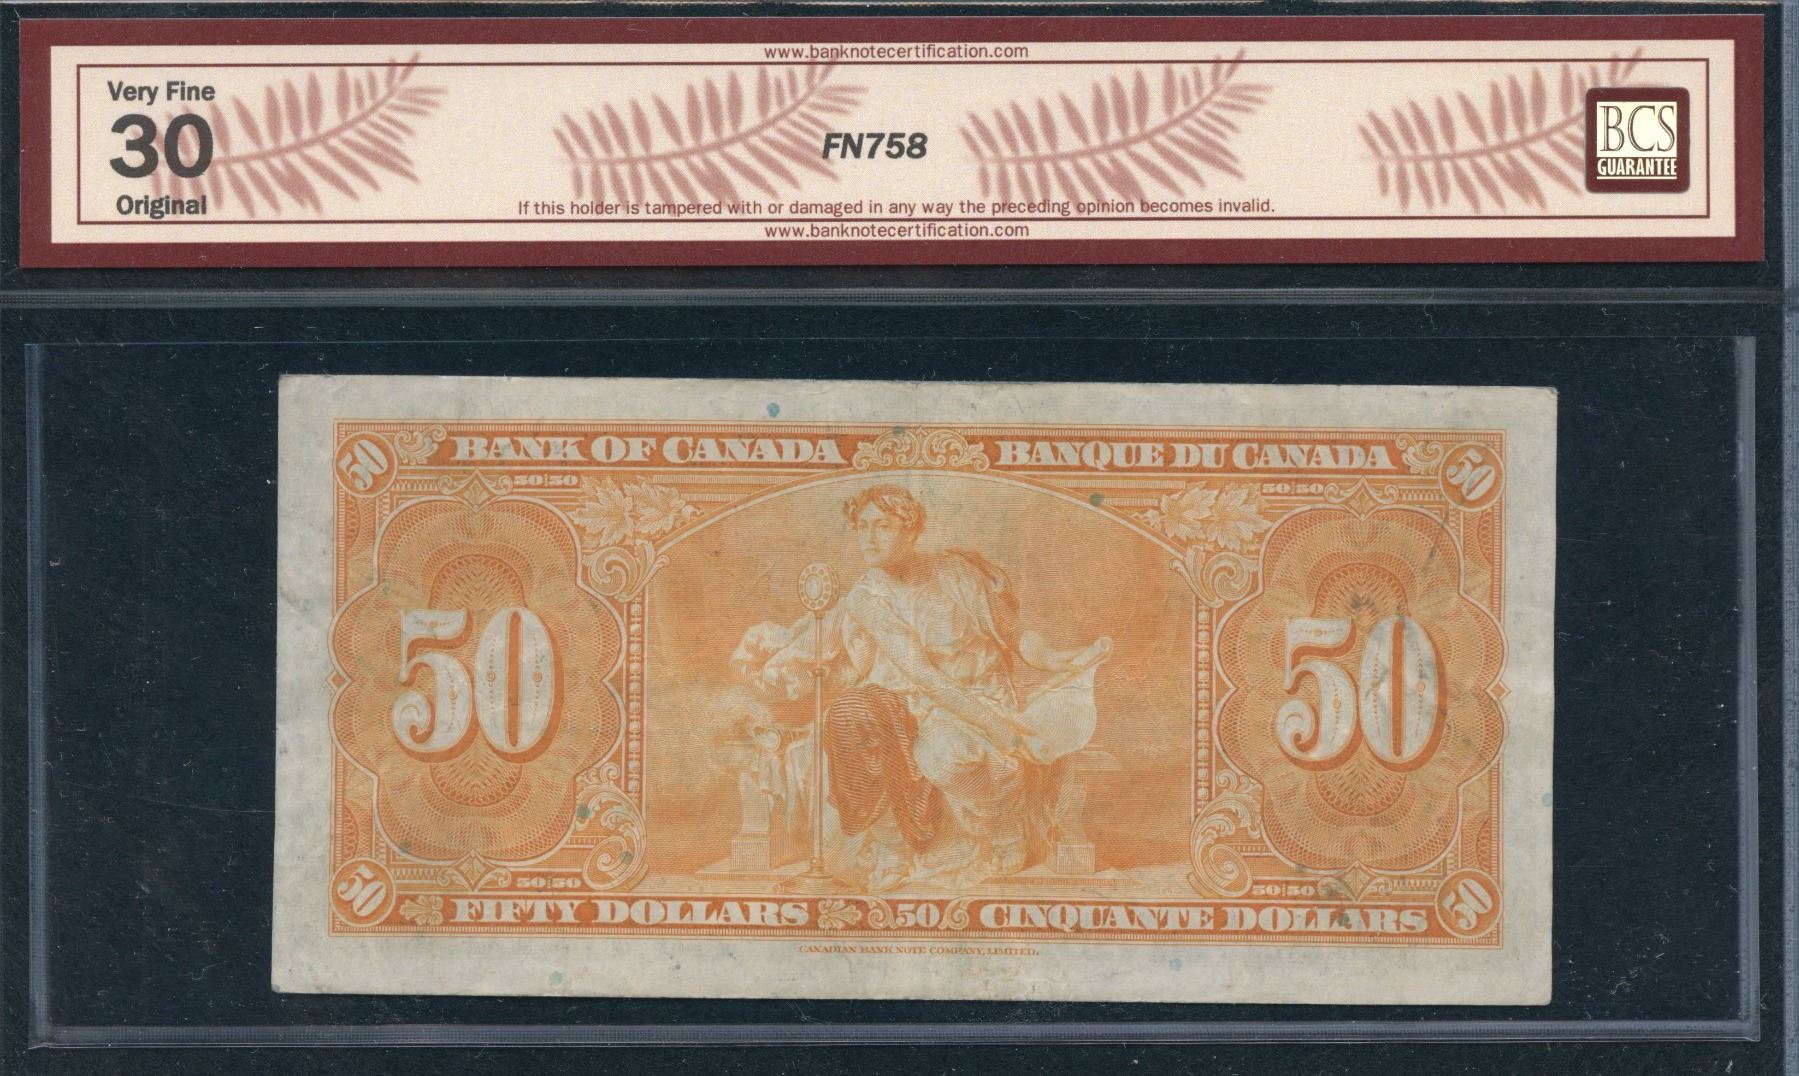 www.banknotecertification.com
Very Fine
30
Original
FN758
BCS
GUARANTEE
If this holder is tampered with or damaged in any way the preceding opinion becomes invalid.
www.banknotecertification.com
50 BANK OF CANADA BANQUE DU CANADA 50
50 50 50 50
50 50
50 50 50 50
50 FIFTY DOLLARS 50 CINQUANTE DOLLARS 50
CANADIAN BANK NOTE COMPANY, LIMITED.